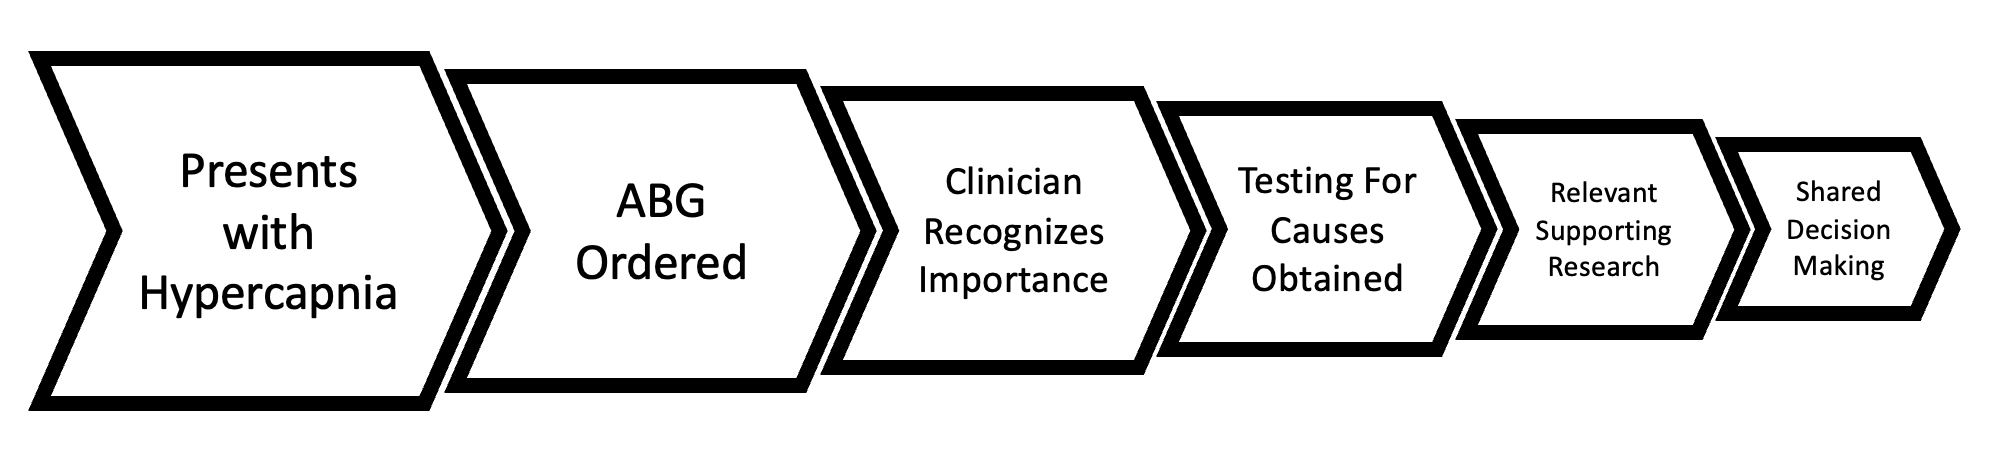 Presents
with
Hypercapnia
ABG
Ordered
Clinician
Recognizes
Importance
Testing For
Causes
Obtained
Relevant
Supporting
Research
Shared
Decision
Making